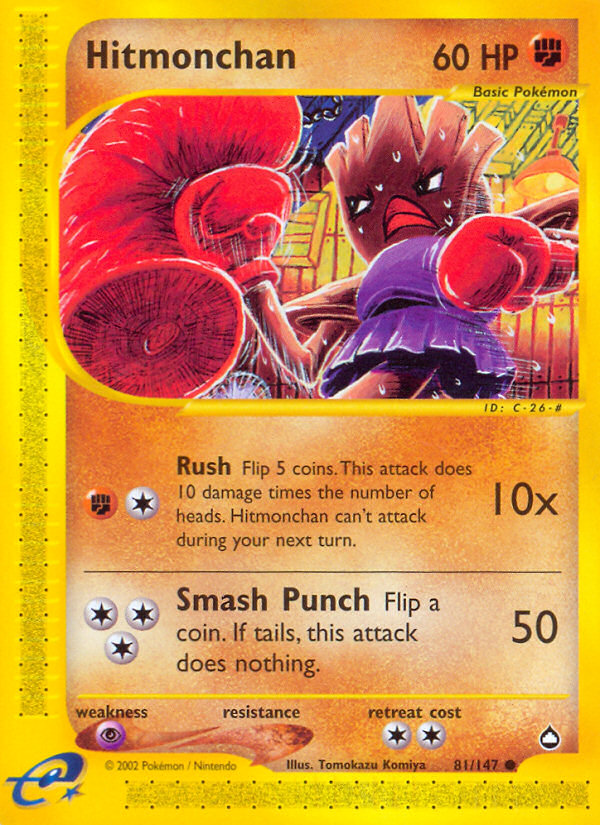 Hitmonchan 60 HP
Basic Pokémon
ID: C-26-#
Rush Flip 5 coins. This attack does
10 damage times the number of
heads. Hitmonchan can't attack
during your next turn.
10x
Smash Punch Flip a
coin. If tails, this attack
does nothing.
50
weakness resistance retreat cost
© 2002 Pokémon / Nintendo Illus. Tomokazu Komiya 81/147
e